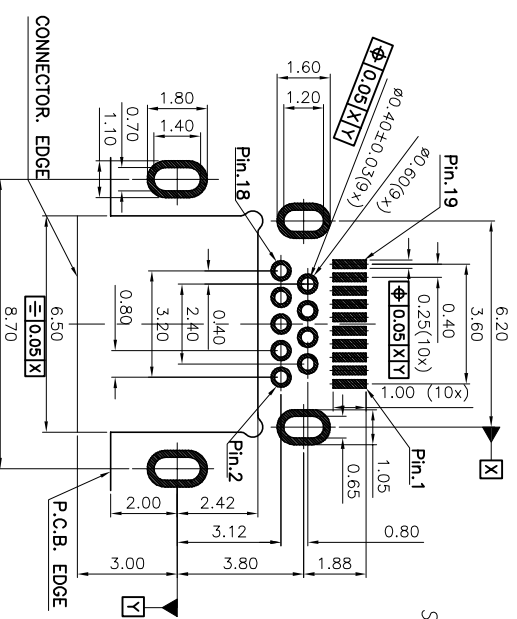 6.20
3.60
0.40
0.25(10x)
⌖ 0.05 X Y
1.00 (10x)
X
1.60
1.20
⌖ 0.05 X Y
ø0.40±0.03(9x)
ø0.60(9x)
Pin.19
Pin.1
1.05
0.65
1.80
1.40
0.70
1.10
Pin.18
Pin.2
CONNECTOR. EDGE
0.40
2.40
3.20
0.80
6.50
⌯ 0.05 X
8.70
P.C.B. EDGE
2.00
2.42
3.12
0.80
3.00
3.80
1.88
Y
S